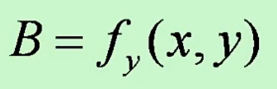 B = f_y(x, y)